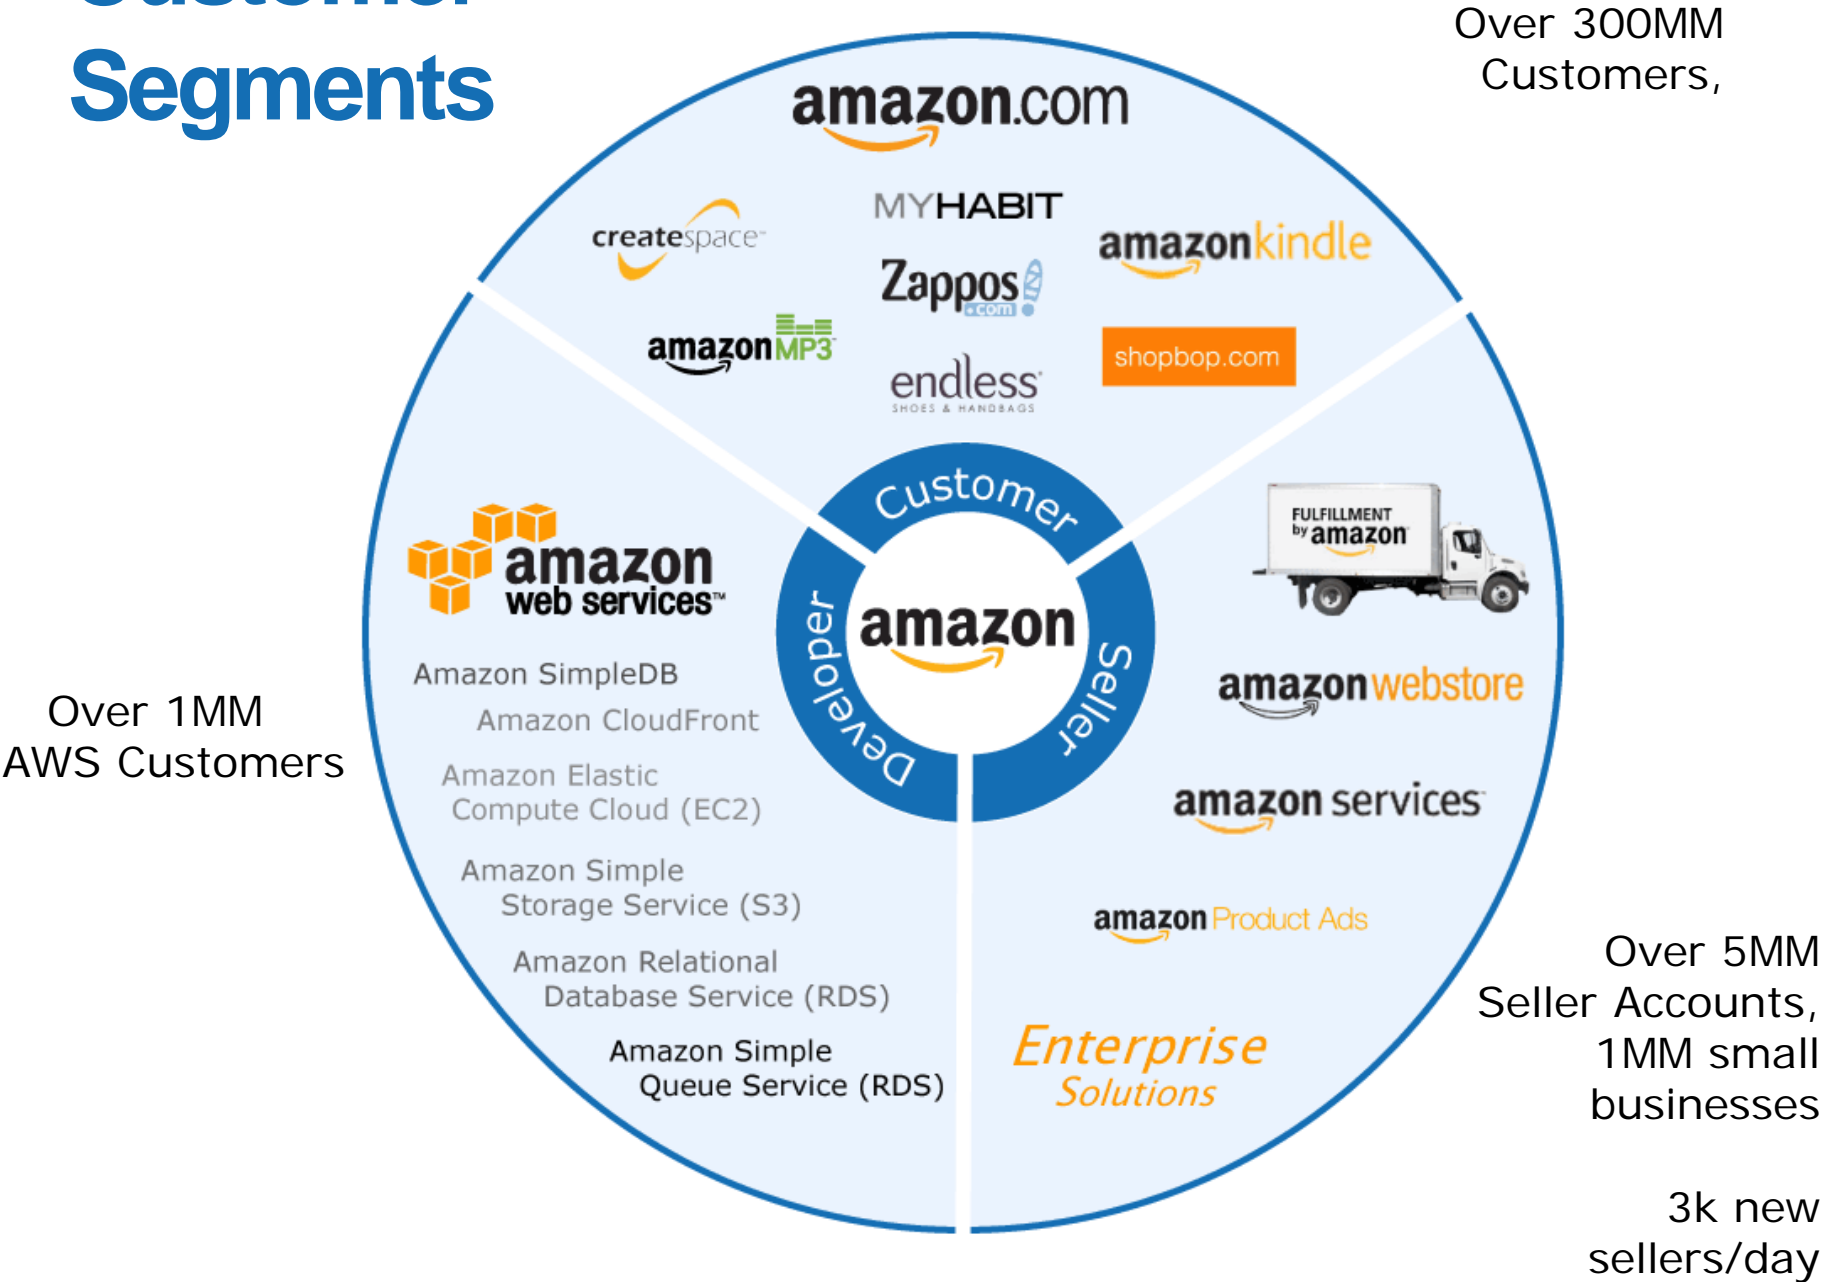 Customer
Segments
Over 300MM
Customers,
amazon.com
createspace™
MYHABIT
amazonkindle
Zappos
.com
amazonMP3
endless
SHOES & HANDBAGS
shopbop.com
Customer
Developer
Seller
amazon
amazon
web services™
Amazon SimpleDB
Amazon CloudFront
Amazon Elastic
Compute Cloud (EC2)
Amazon Simple
Storage Service (S3)
Amazon Relational
Database Service (RDS)
Amazon Simple
Queue Service (RDS)
Over 1MM
AWS Customers
FULFILLMENT
by amazon
amazonwebstore
amazon services
amazon Product Ads
Enterprise
Solutions
Over 5MM
Seller Accounts,
1MM small
businesses
3k new
sellers/day